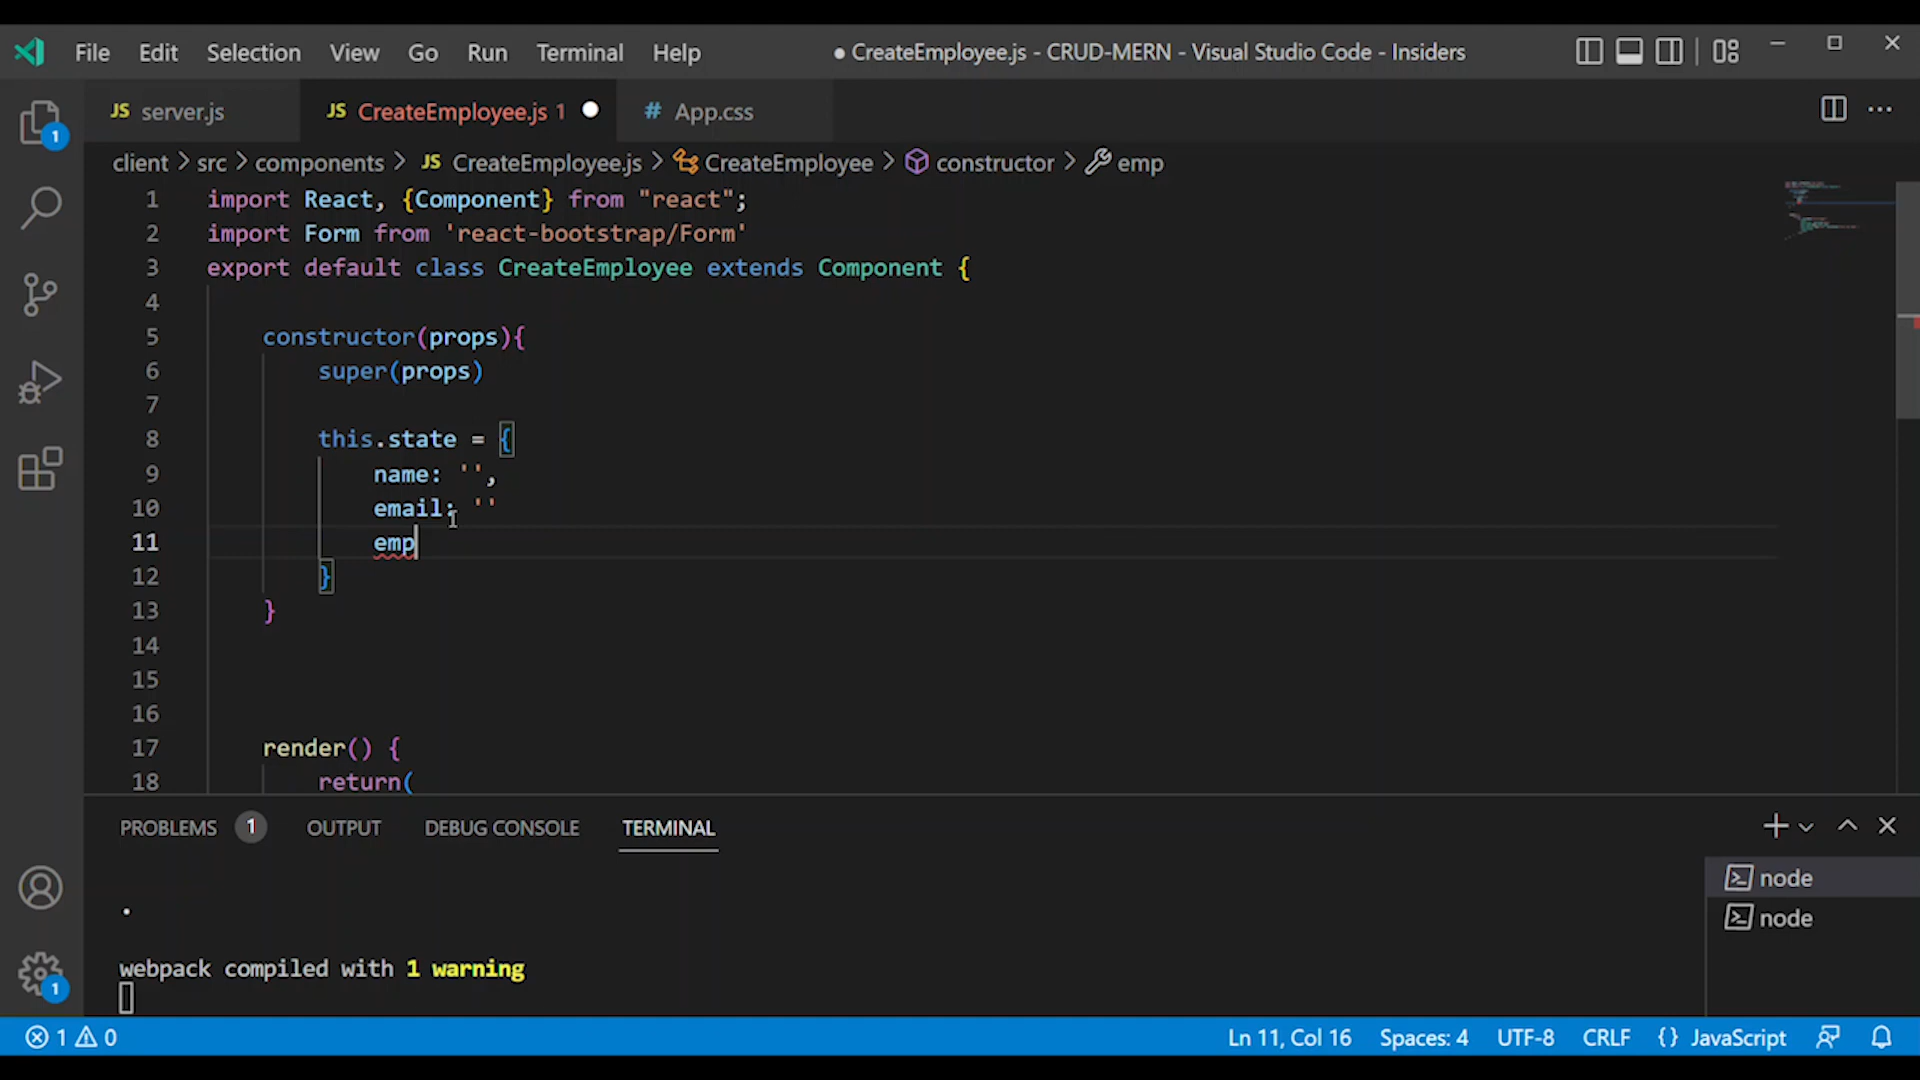 File Edit Selection View Go Run Terminal Help ● CreateEmployee.js - CRUD-MERN - Visual Studio Code - Insiders
JS server.js JS CreateEmployee.js 1 # App.css
1
client > src > components > JS CreateEmployee.js > CreateEmployee > constructor > emp
1 import React, {Component} from "react";
2 import Form from 'react-bootstrap/Form'
3 export default class CreateEmployee extends Component {
4
5 constructor(props){
6 super(props)
7
8 this.state = {
9 name: '',
10 email: ''
11 emp
12 }
13 }
14
15
16
17 render() {
18 return(
PROBLEMS 1 OUTPUT DEBUG CONSOLE TERMINAL
node
.
node
webpack compiled with 1 warning
1
1 0 Ln 11, Col 16 Spaces: 4 UTF-8 CRLF {} JavaScript